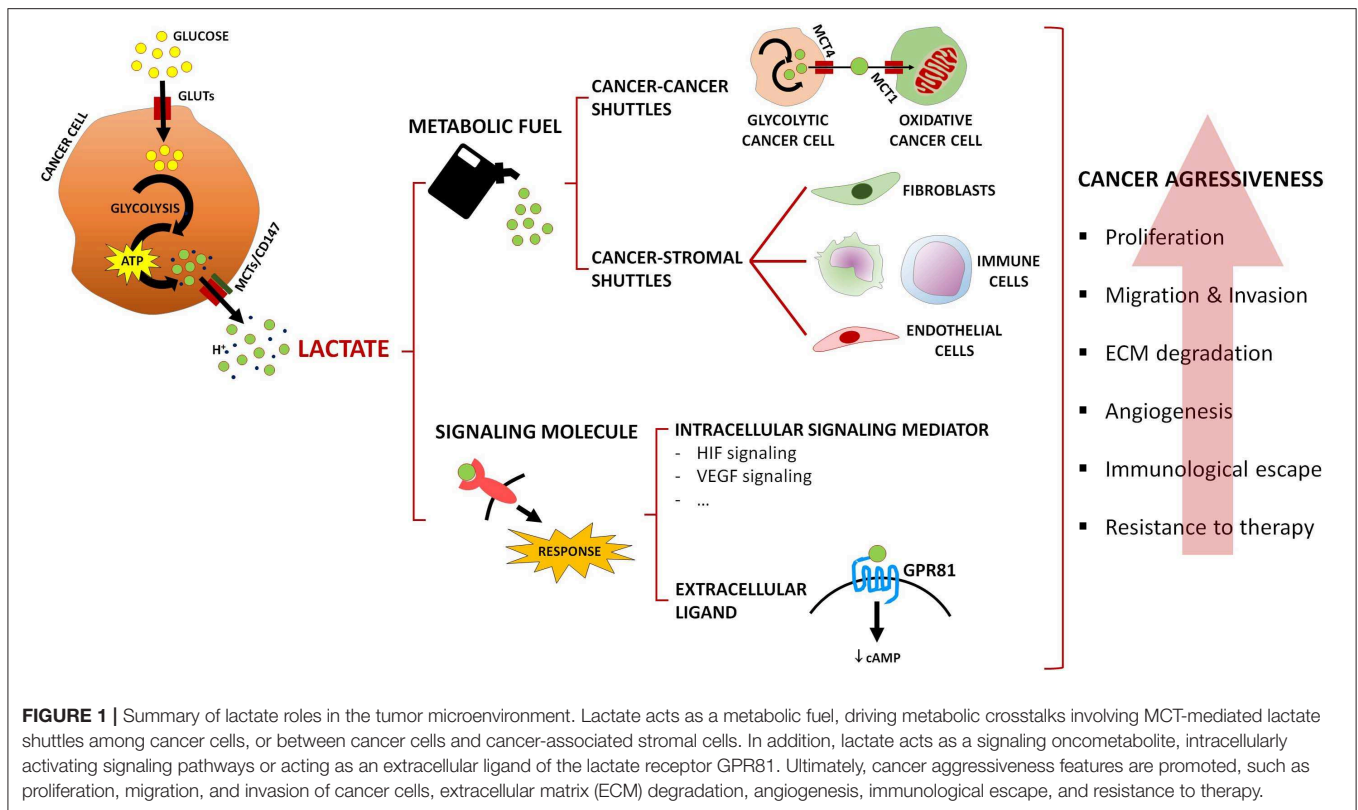 GLUCOSE
GLUTs
CANCER CELL
GLYCOLYSIS
ATP
MCTs/CD147
H⁺
LACTATE
METABOLIC FUEL
CANCER-CANCER
SHUTTLES
MCT4
MCT1
GLYCOLYTIC
CANCER CELL
OXIDATIVE
CANCER CELL
CANCER-STROMAL
SHUTTLES
FIBROBLASTS
IMMUNE
CELLS
ENDOTHELIAL
CELLS
SIGNALING MOLECULE
RESPONSE
INTRACELLULAR SIGNALING MEDIATOR
- HIF signaling
- VEGF signaling
- ...
EXTRACELLULAR
LIGAND
GPR81
↓ cAMP
CANCER AGRESSIVENESS
▪ Proliferation
▪ Migration & Invasion
▪ ECM degradation
▪ Angiogenesis
▪ Immunological escape
▪ Resistance to therapy
FIGURE 1 | Summary of lactate roles in the tumor microenvironment. Lactate acts as a metabolic fuel, driving metabolic crosstalks involving MCT-mediated lactate
shuttles among cancer cells, or between cancer cells and cancer-associated stromal cells. In addition, lactate acts as a signaling oncometabolite, intracellularly
activating signaling pathways or acting as an extracellular ligand of the lactate receptor GPR81. Ultimately, cancer aggressiveness features are promoted, such as
proliferation, migration, and invasion of cancer cells, extracellular matrix (ECM) degradation, angiogenesis, immunological escape, and resistance to therapy.